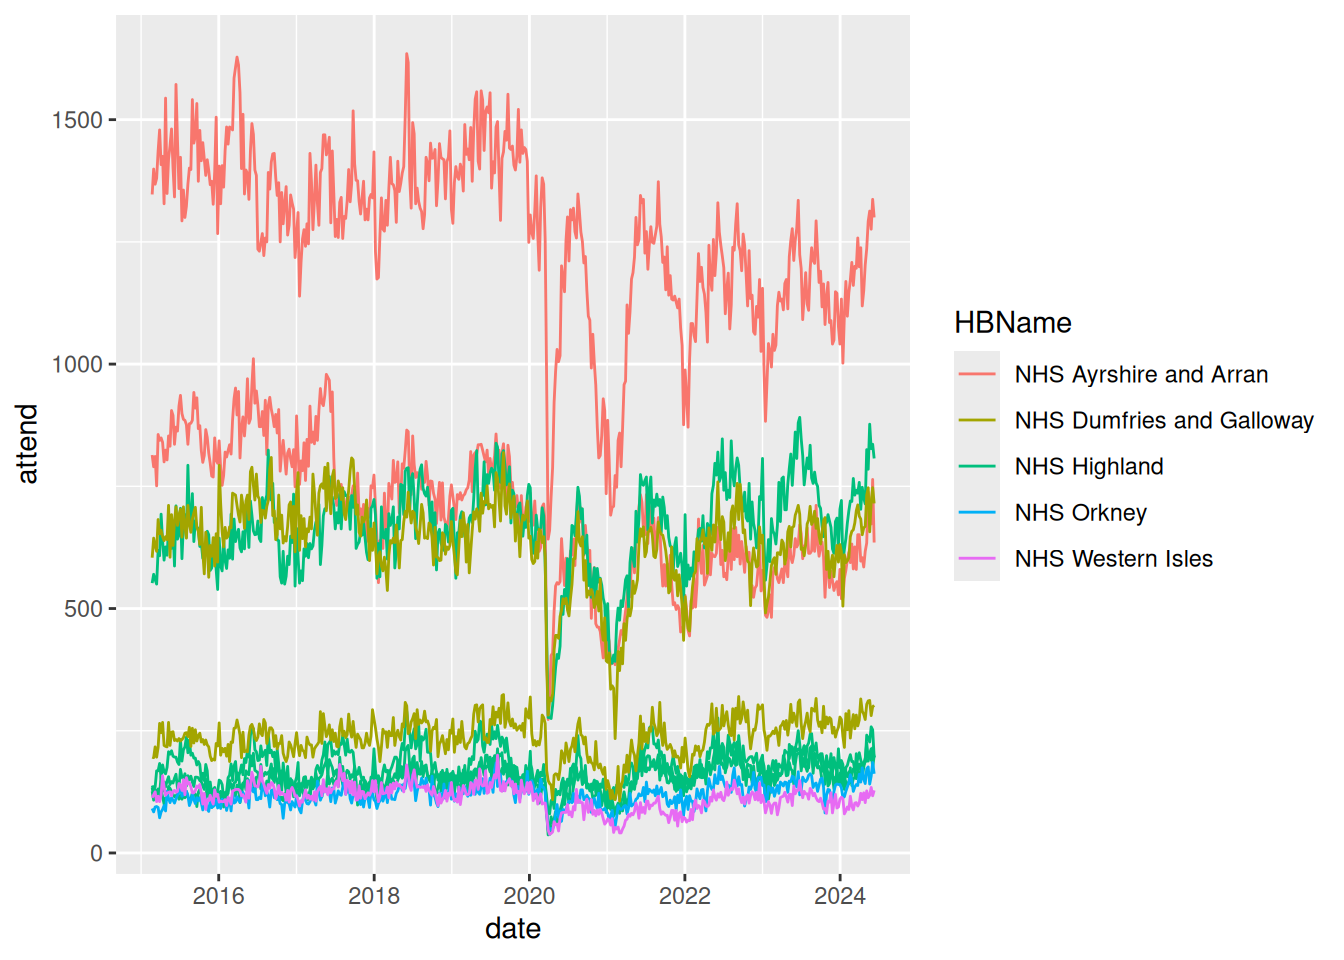 1500
1000
500
0
attend
2016
2018
2020
2022
2024
date
HBName
NHS Ayrshire and Arran
NHS Dumfries and Galloway
NHS Highland
NHS Orkney
NHS Western Isles